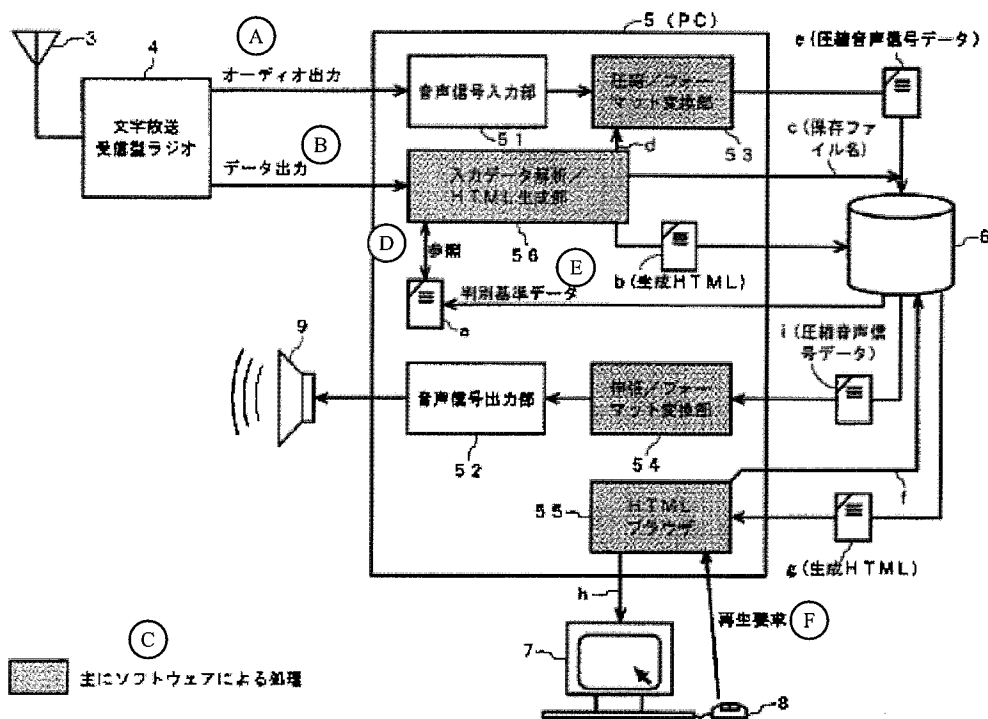 5 (PC)
e (圧縮音声信号データ)
3
A
4
オーディオ出力
音声信号入力部
圧縮／フォー
マット変換部
c (保存ファ
イル名)
文字放送
受信型ラジオ
B
51
d
53
データ出力
入力データ解析／
HTML生成部
6
D
参照
56
E
b (生成HTML)
判別基準データ
a
i (圧縮音声信
号データ)
9
音声信号出力部
伸張／フォー
マット変換部
52
54
f
55
HTML
ブラウザ
g (生成HTML)
h
再生要求
F
C
7
主にソフトウェアによる処理
8